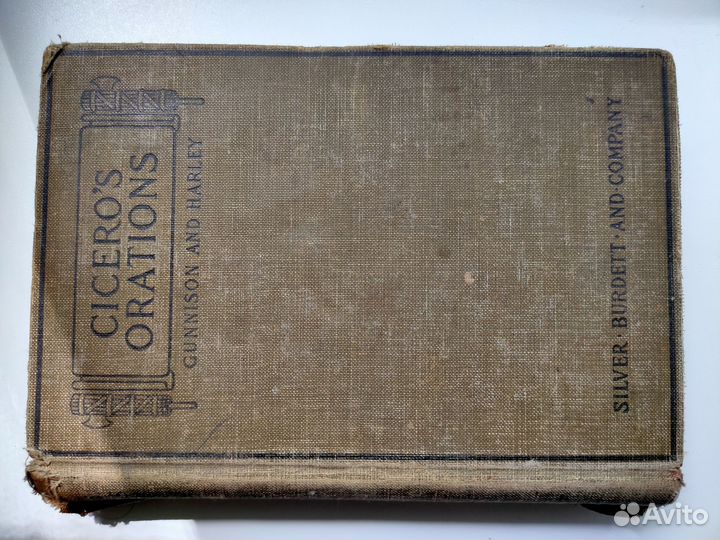 CICERO'S
ORATIONS
GUNNISON AND HARLEY
SILVER · BURDETT · AND · COMPANY
Avito